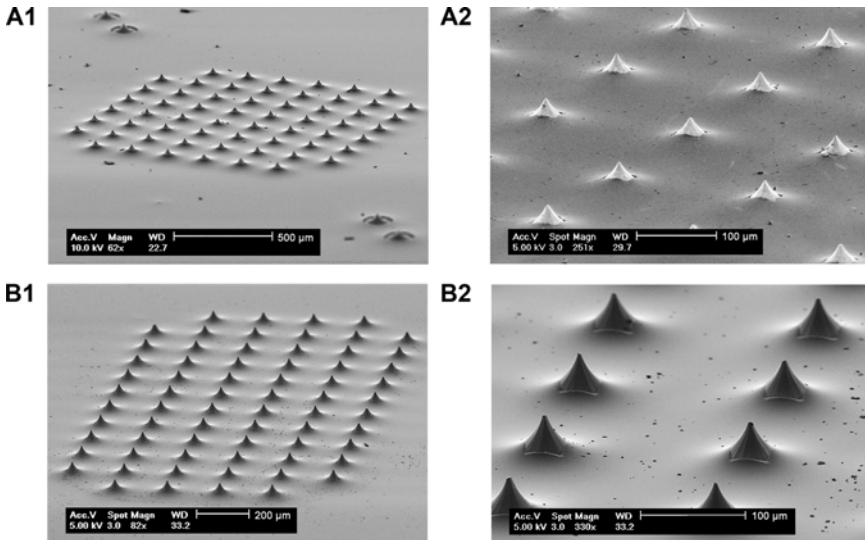 A1
Acc.V Magn WD 500 µm
10.0 kV 62x 22.7
A2
Acc.V Spot Magn WD 100 µm
5.00 kV 3.0 251x 29.7
B1
Acc.V Spot Magn WD 200 µm
5.00 kV 3.0 82x 33.2
B2
Acc.V Spot Magn WD 100 µm
5.00 kV 3.0 330x 33.2